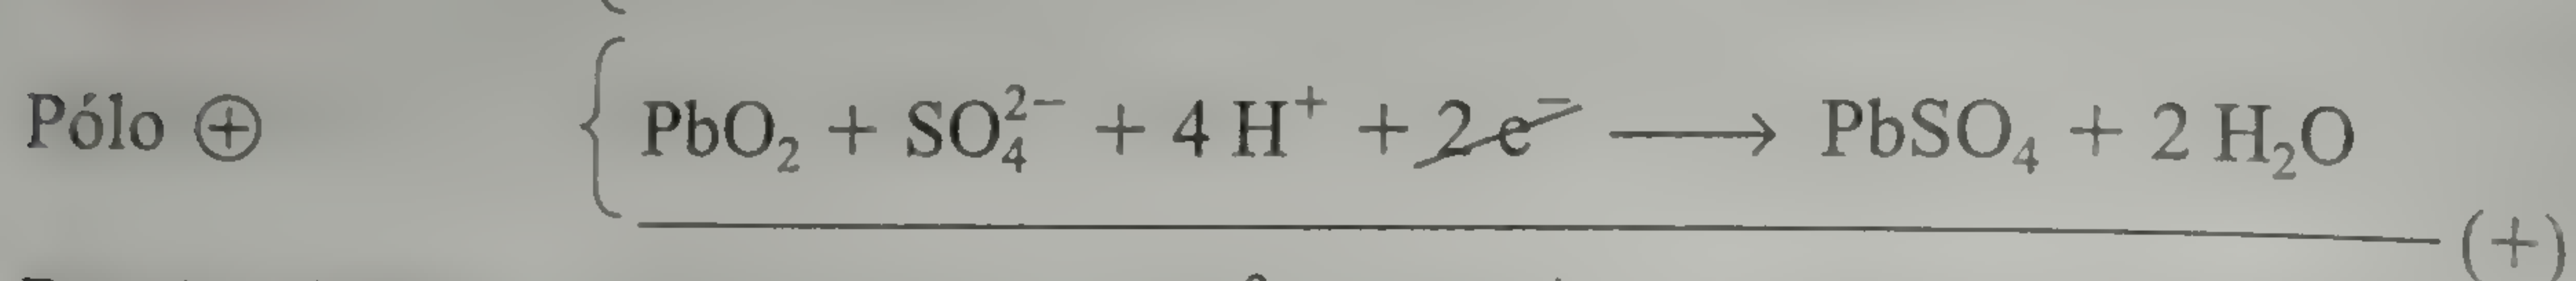 Pólo ⊕ { PbO₂ + SO₄²⁻ + 4 H⁺ + 2 e⁻ ⟶ PbSO₄ + 2 H₂O
(+)